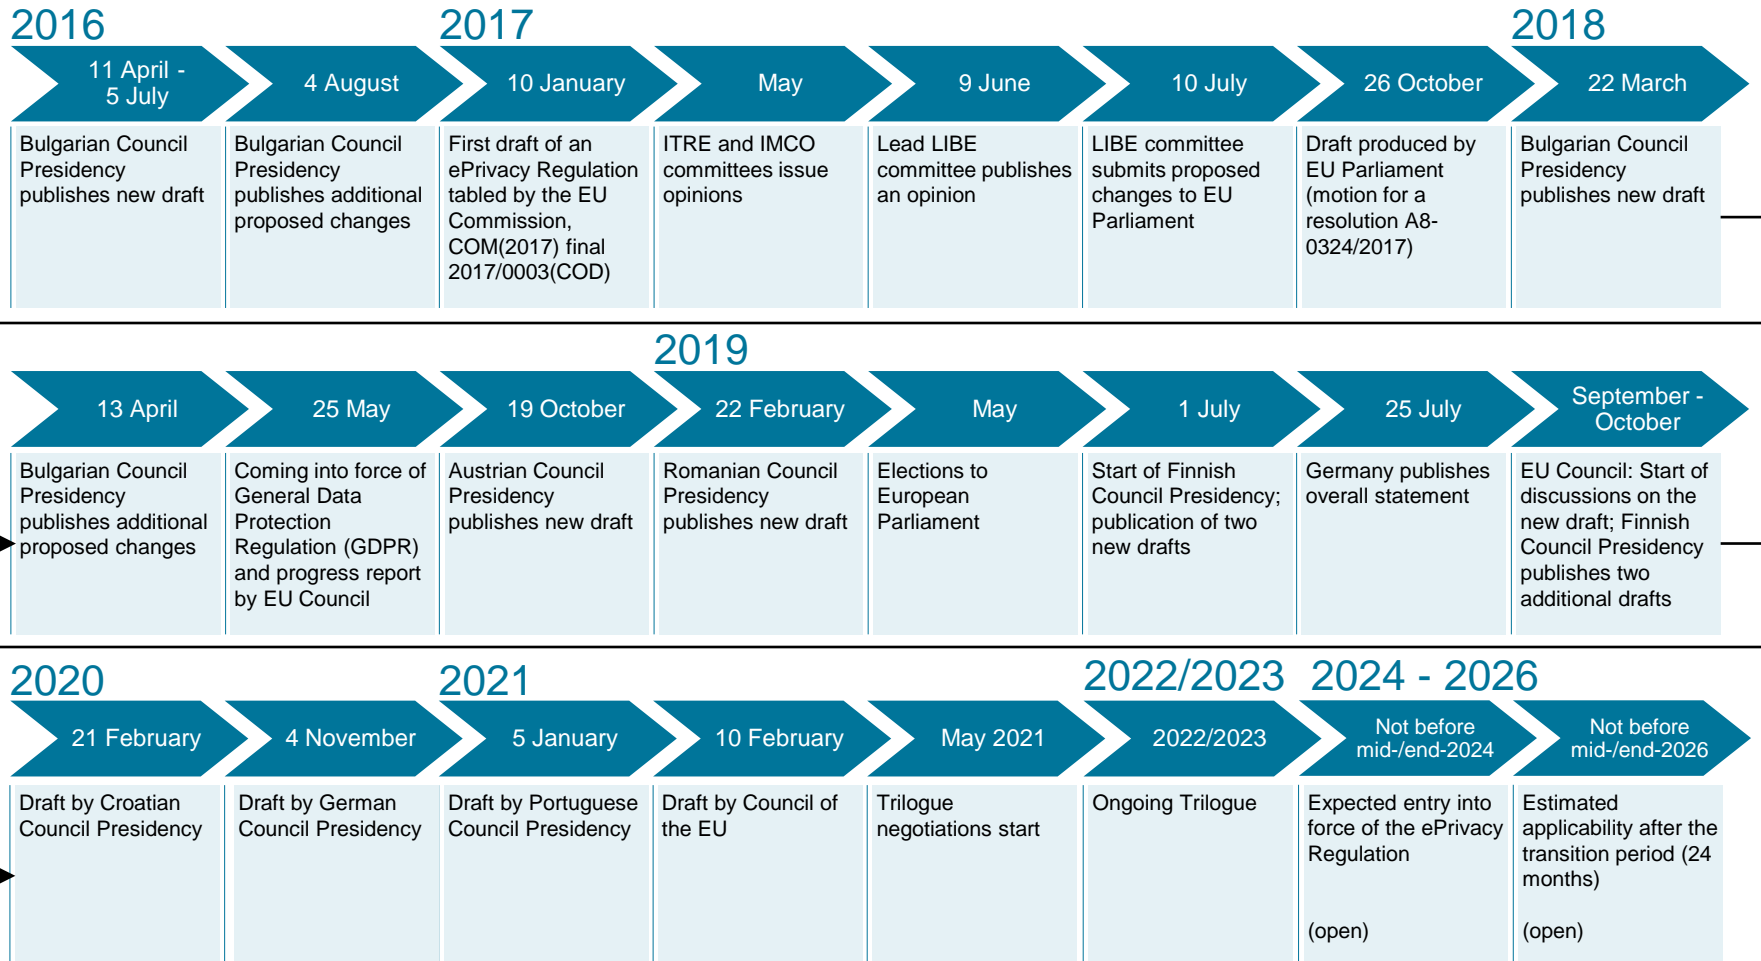 2016
2017
2018
11 April -
5 July
4 August
10 January
May
9 June
10 July
26 October
22 March
Bulgarian Council
Presidency
publishes new draft
Bulgarian Council
Presidency
publishes additional
proposed changes
First draft of an
ePrivacy Regulation
tabled by the EU
Commission,
COM(2017) final
2017/0003(COD)
ITRE and IMCO
committees issue
opinions
Lead LIBE
committee publishes
an opinion
LIBE committee
submits proposed
changes to EU
Parliament
Draft produced by
EU Parliament
(motion for a
resolution A8-
0324/2017)
Bulgarian Council
Presidency
publishes new draft
2019
13 April
25 May
19 October
22 February
May
1 July
25 July
September -
October
Bulgarian Council
Presidency
publishes additional
proposed changes
Coming into force of
General Data
Protection
Regulation (GDPR)
and progress report
by EU Council
Austrian Council
Presidency
publishes new draft
Romanian Council
Presidency
publishes new draft
Elections to
European
Parliament
Start of Finnish
Council Presidency;
publication of two
new drafts
Germany publishes
overall statement
EU Council: Start of
discussions on the
new draft; Finnish
Council Presidency
publishes two
additional drafts
2020
2021
2022/2023
2024 - 2026
21 February
4 November
5 January
10 February
May 2021
2022/2023
Not before
mid-/end-2024
Not before
mid-/end-2026
Draft by Croatian
Council Presidency
Draft by German
Council Presidency
Draft by Portuguese
Council Presidency
Draft by Council of
the EU
Trilogue
negotiations start
Ongoing Trilogue
Expected entry into
force of the ePrivacy
Regulation
(open)
Estimated
applicability after the
transition period (24
months)
(open)